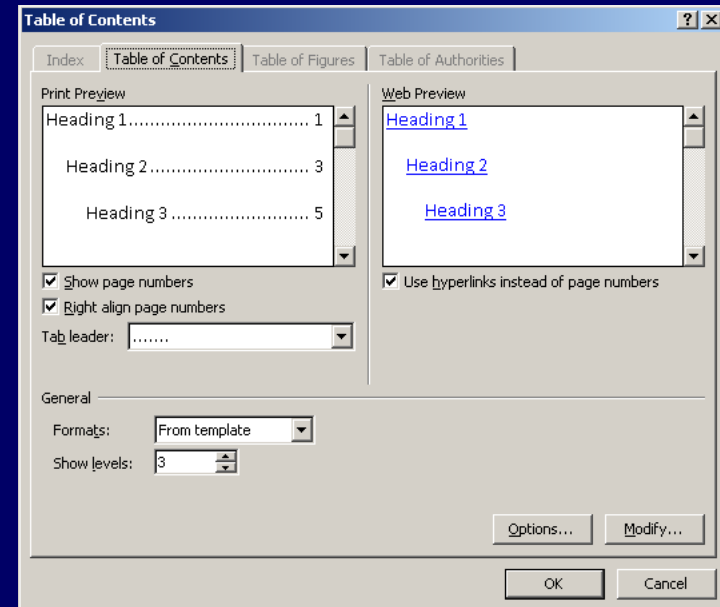 Table of Contents
Index Table of Contents Table of Figures Table of Authorities
Print Preview
Heading 1................................. 1
Heading 2............................. 3
Heading 3.......................... 5
Show page numbers
Right align page numbers
Tab leader: .......
Web Preview
Heading 1
Heading 2
Heading 3
Use hyperlinks instead of page numbers
General
Formats: From template
Show levels: 3
Options... Modify...
OK Cancel